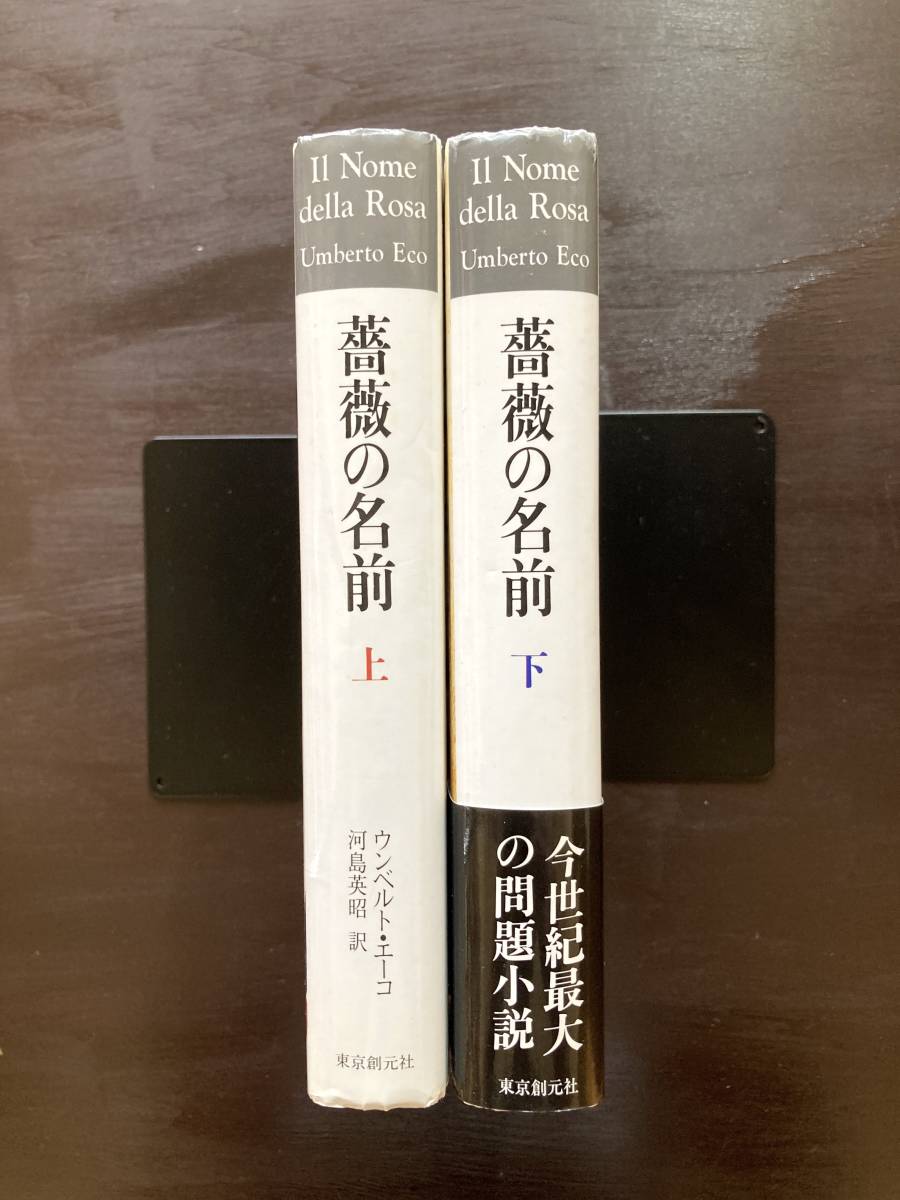 Il Nome
della Rosa
Umberto Eco
薔薇の名前
上
ウンベルト・エーコ
河島英昭 訳
東京創元社
Il Nome
della Rosa
Umberto Eco
薔薇の名前
下
今世紀最大
の問題小説
東京創元社